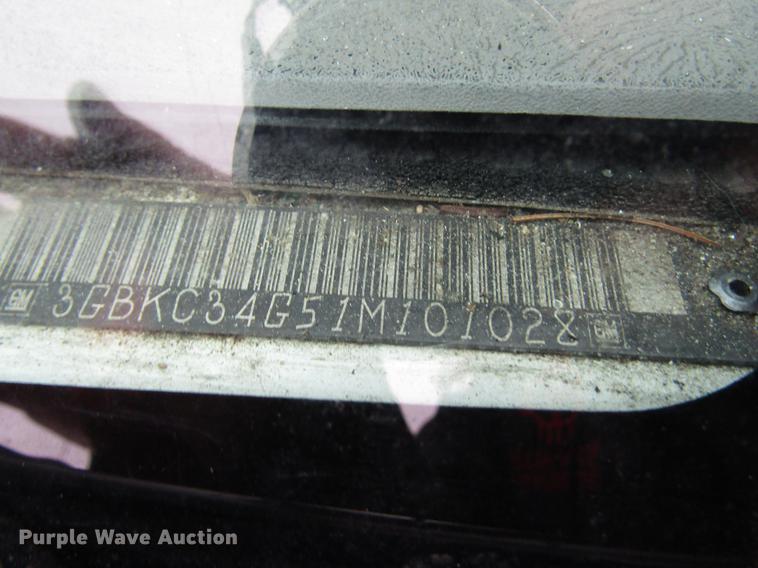 GM 3GBKC34G51M101028 GM
Purple Wave Auction